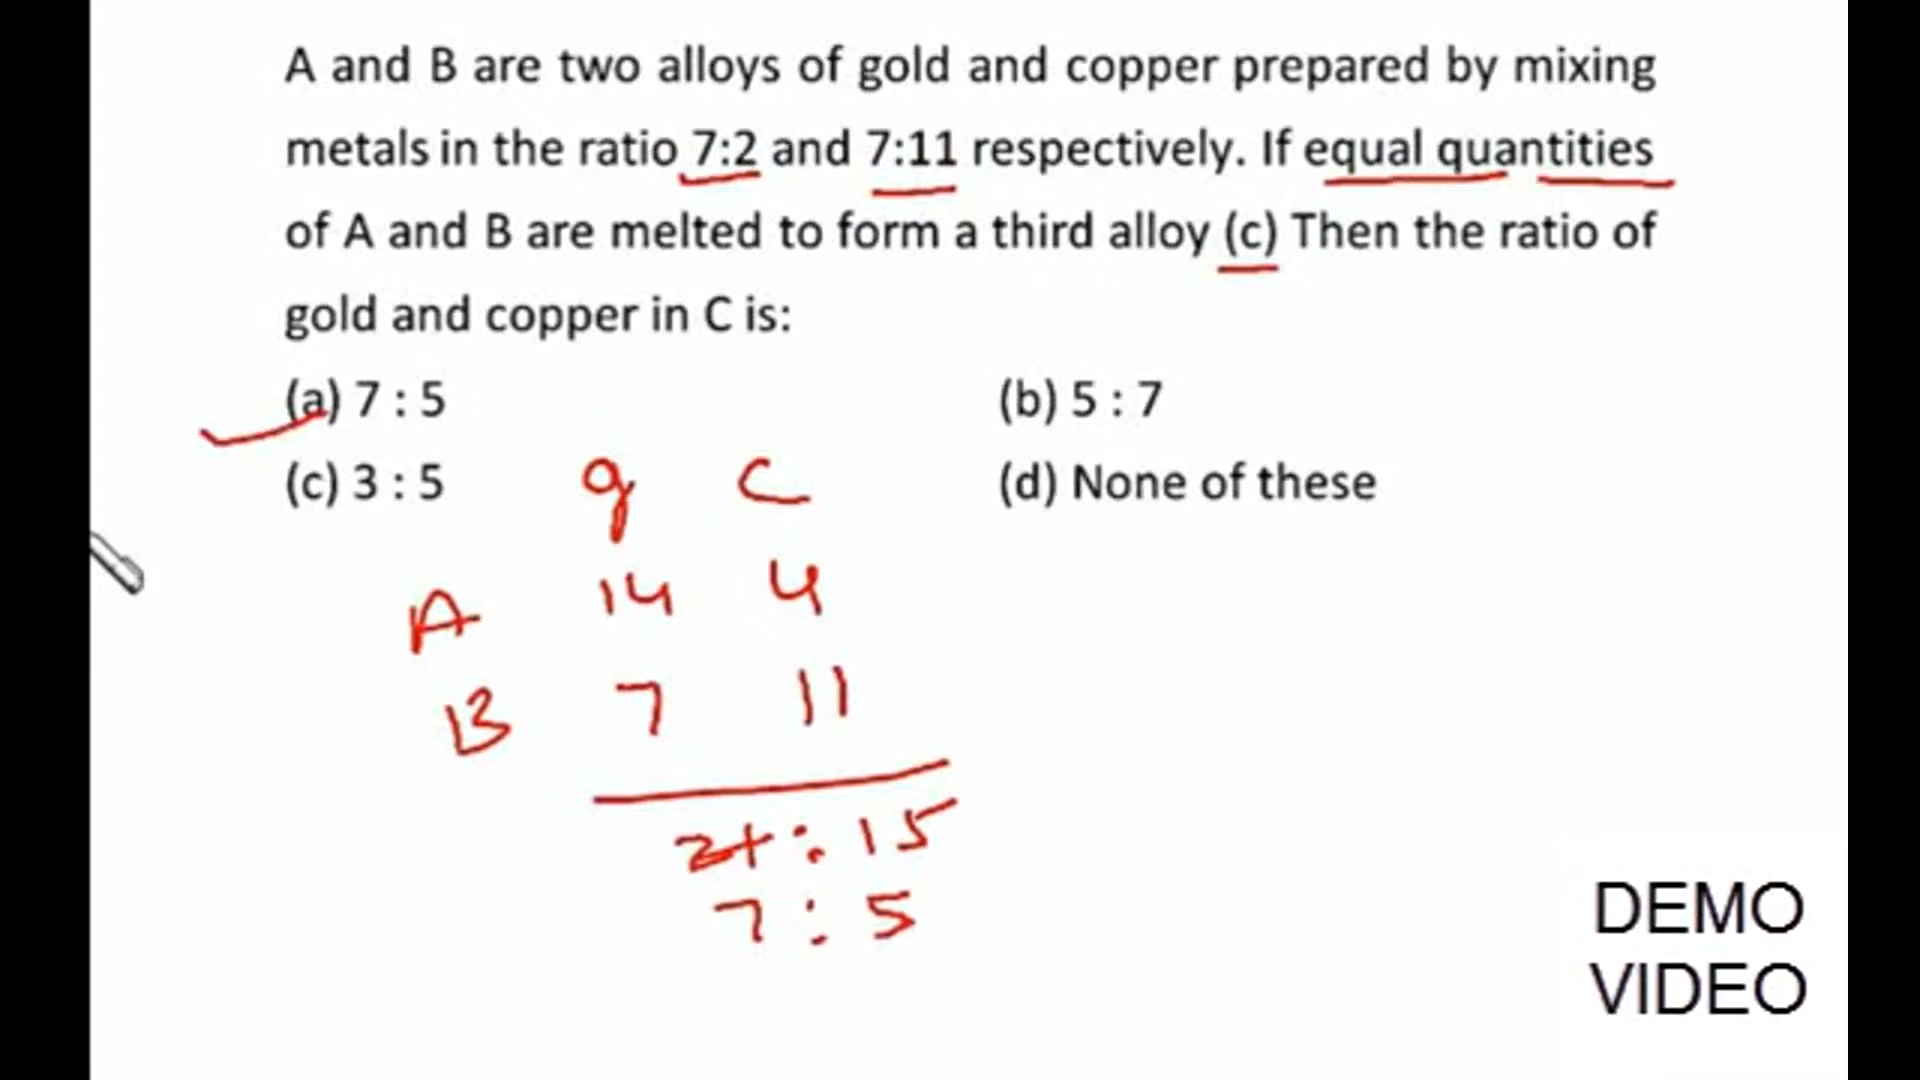 A and B are two alloys of gold and copper prepared by mixing
metals in the ratio 7:2 and 7:11 respectively. If equal quantities
of A and B are melted to form a third alloy (c) Then the ratio of
gold and copper in C is:
(a) 7 : 5 (b) 5 : 7
(c) 3 : 5 (d) None of these
g c
A 14 4
B 7 11
21 : 15
7 : 5
DEMO
VIDEO